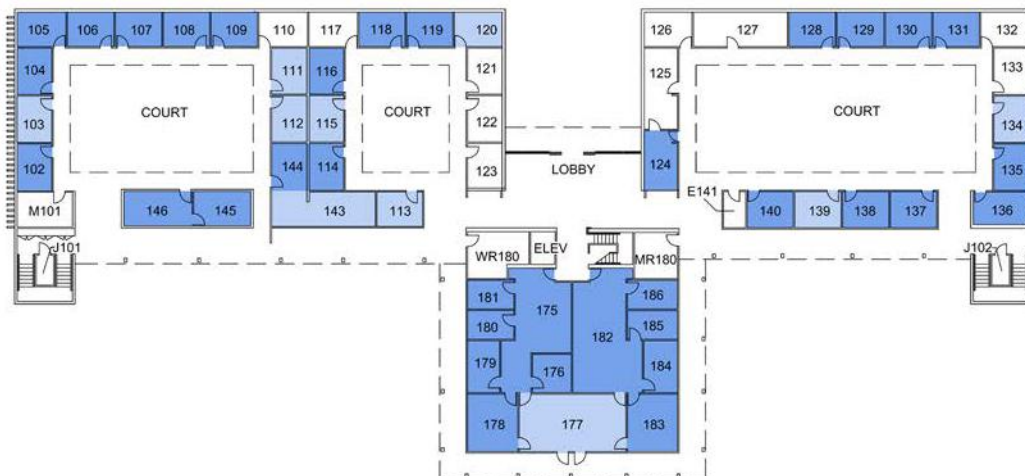 105 106 107 108 109 110 117 118 119 120
126 127 128 129 130 131 132
104 111 116 121 125 133
COURT COURT COURT
103 112 115 122 134
LOBBY
102 144 114 123 124 135
E141
M101 146 145 143 113 140 139 138 137 136
J101 WR180 ELEV MR180 J102
181 175 186
180 182 185
179 176 184
178 177 183